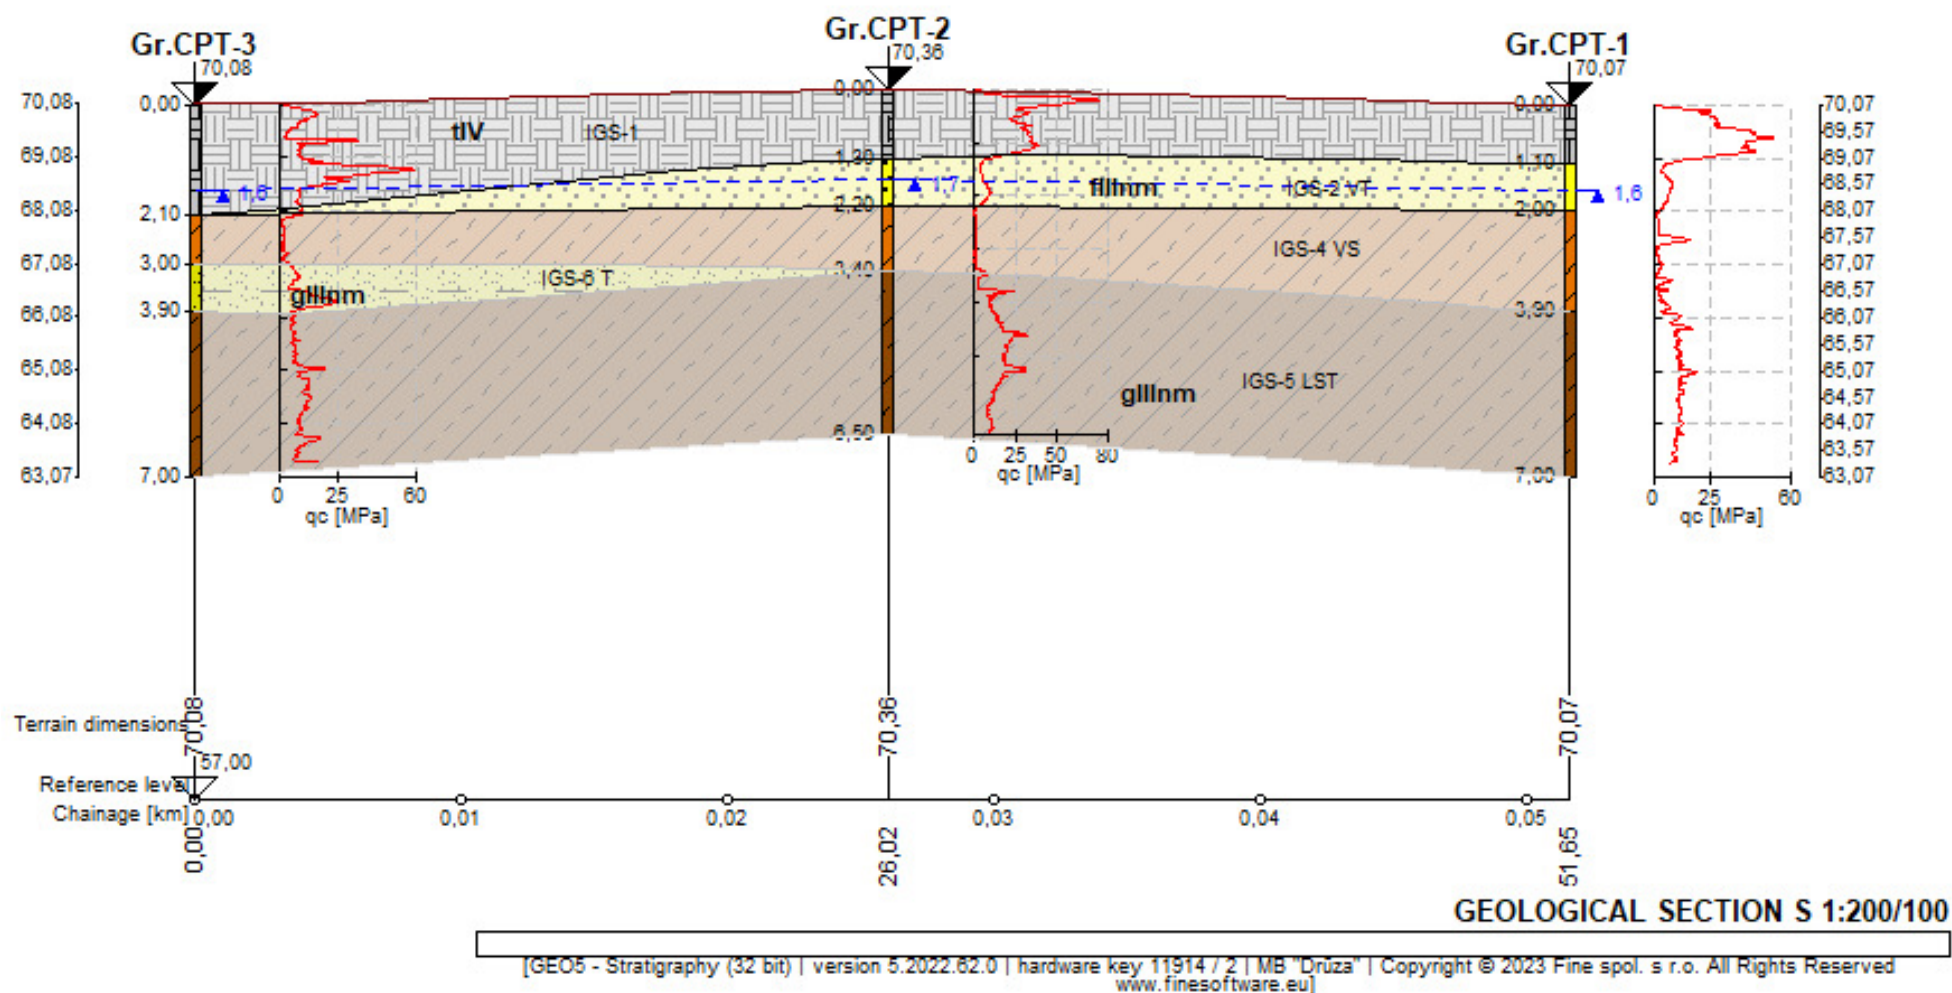 Gr.CPT-3
70,08
Gr.CPT-2
70,36
Gr.CPT-1
70,07
70,08
69,08
68,08
67,08
66,08
65,08
64,08
63,07
0,00
2,10
3,00
3,90
7,00
0,00
1,30
2,20
3,40
6,50
0,00
1,10
2,00
3,90
7,00
tIV
IGS-1
1,6
1,7
1,6
fIIInm
IGS-2 VT
IGS-4 VS
IGS-6 T
gIIInm
IGS-5 LST
gIIInm
0 25 60
qc [MPa]
0 25 50 80
qc [MPa]
0 25 60
qc [MPa]
70,07
69,57
69,07
68,57
68,07
67,57
67,07
66,57
66,07
65,57
65,07
64,57
64,07
63,57
63,07
Terrain dimensions
70,08
70,36
70,07
57,00
Reference level
Chainage [km]
0,00 0,01 0,02 0,03 0,04 0,05
0,00
26,02
51,65
GEOLOGICAL SECTION S 1:200/100
[GEO5 - Stratigraphy (32 bit) | version 5.2022.62.0 | hardware key 11914 / 2 | MB "Drūza" | Copyright © 2023 Fine spol. s r.o. All Rights Reserved
www.finesoftware.eu]